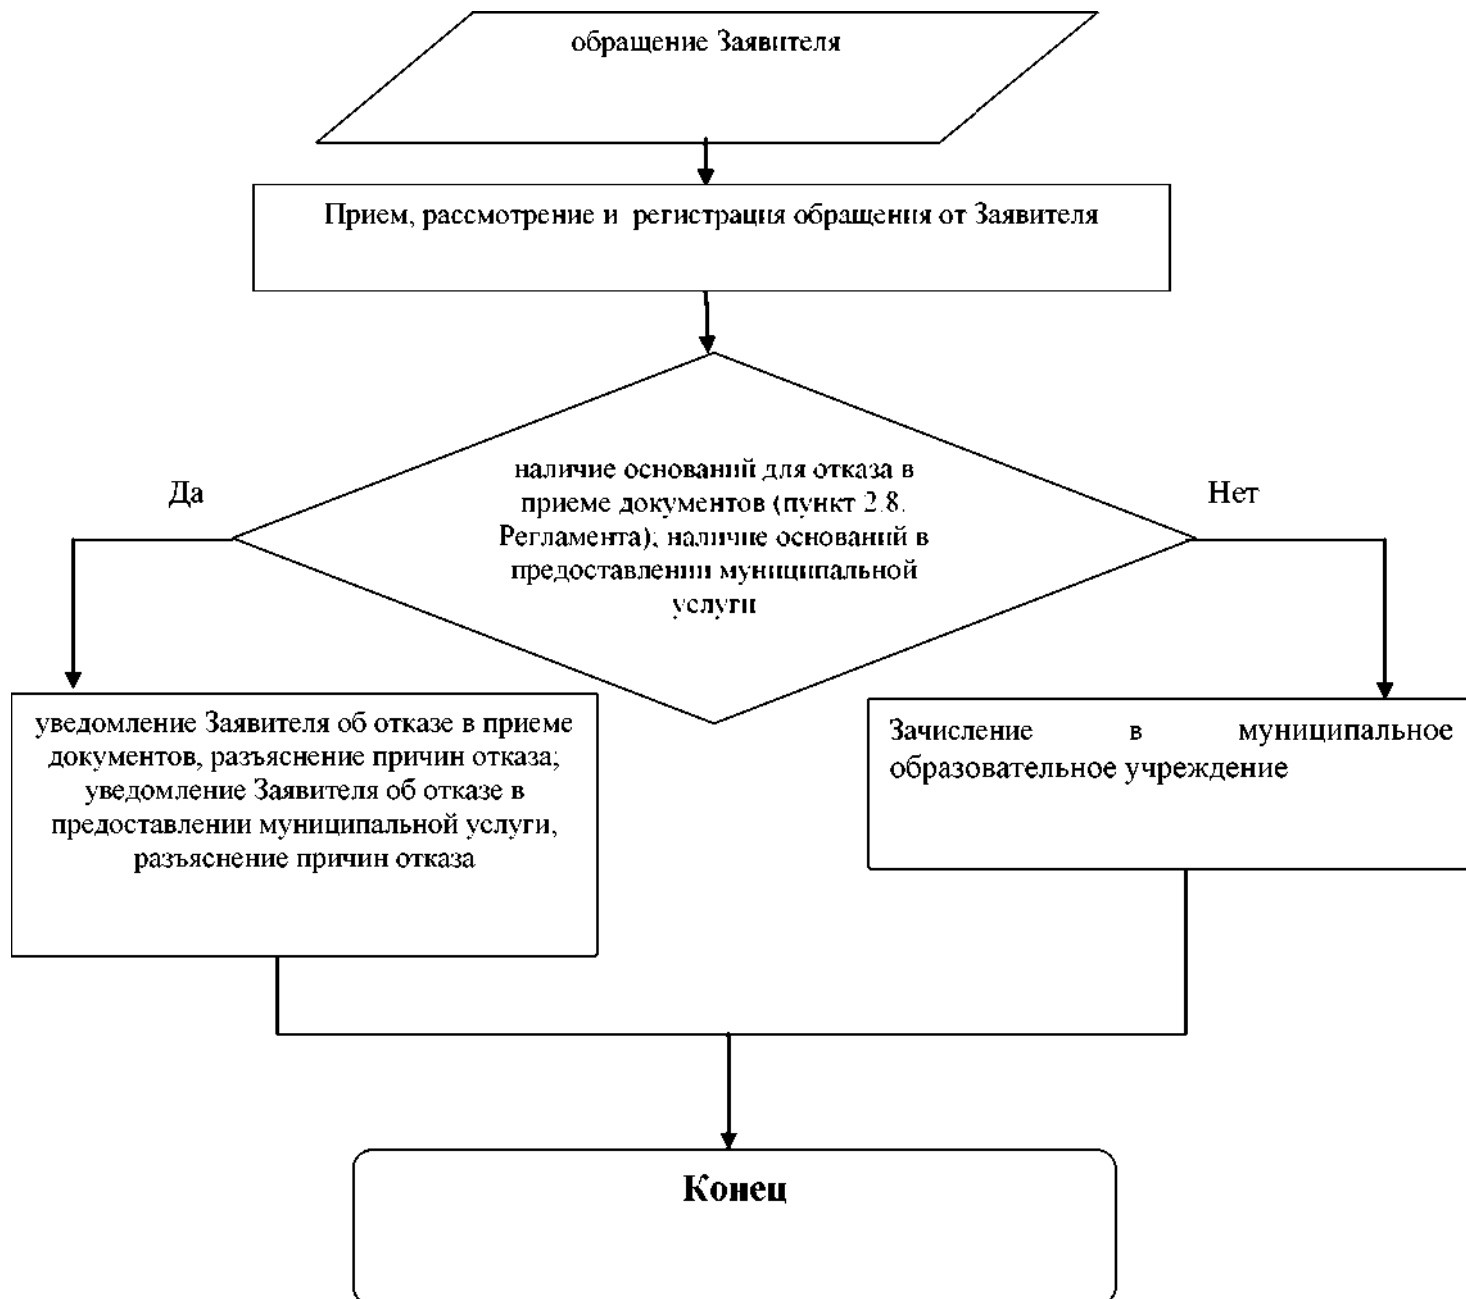 обращение Заявителя
Прием, рассмотрение и регистрация обращения от Заявителя
наличие оснований для отказа в
приеме документов (пункт 2.8.
Регламента); наличие оснований в
предоставлении муниципальной
услуги
Да
Нет
уведомление Заявителя об отказе в приеме
документов, разъяснение причин отказа;
уведомление Заявителя об отказе в
предоставлении муниципальной услуги,
разъяснение причин отказа
Зачисление в муниципальное
образовательное учреждение
Конец